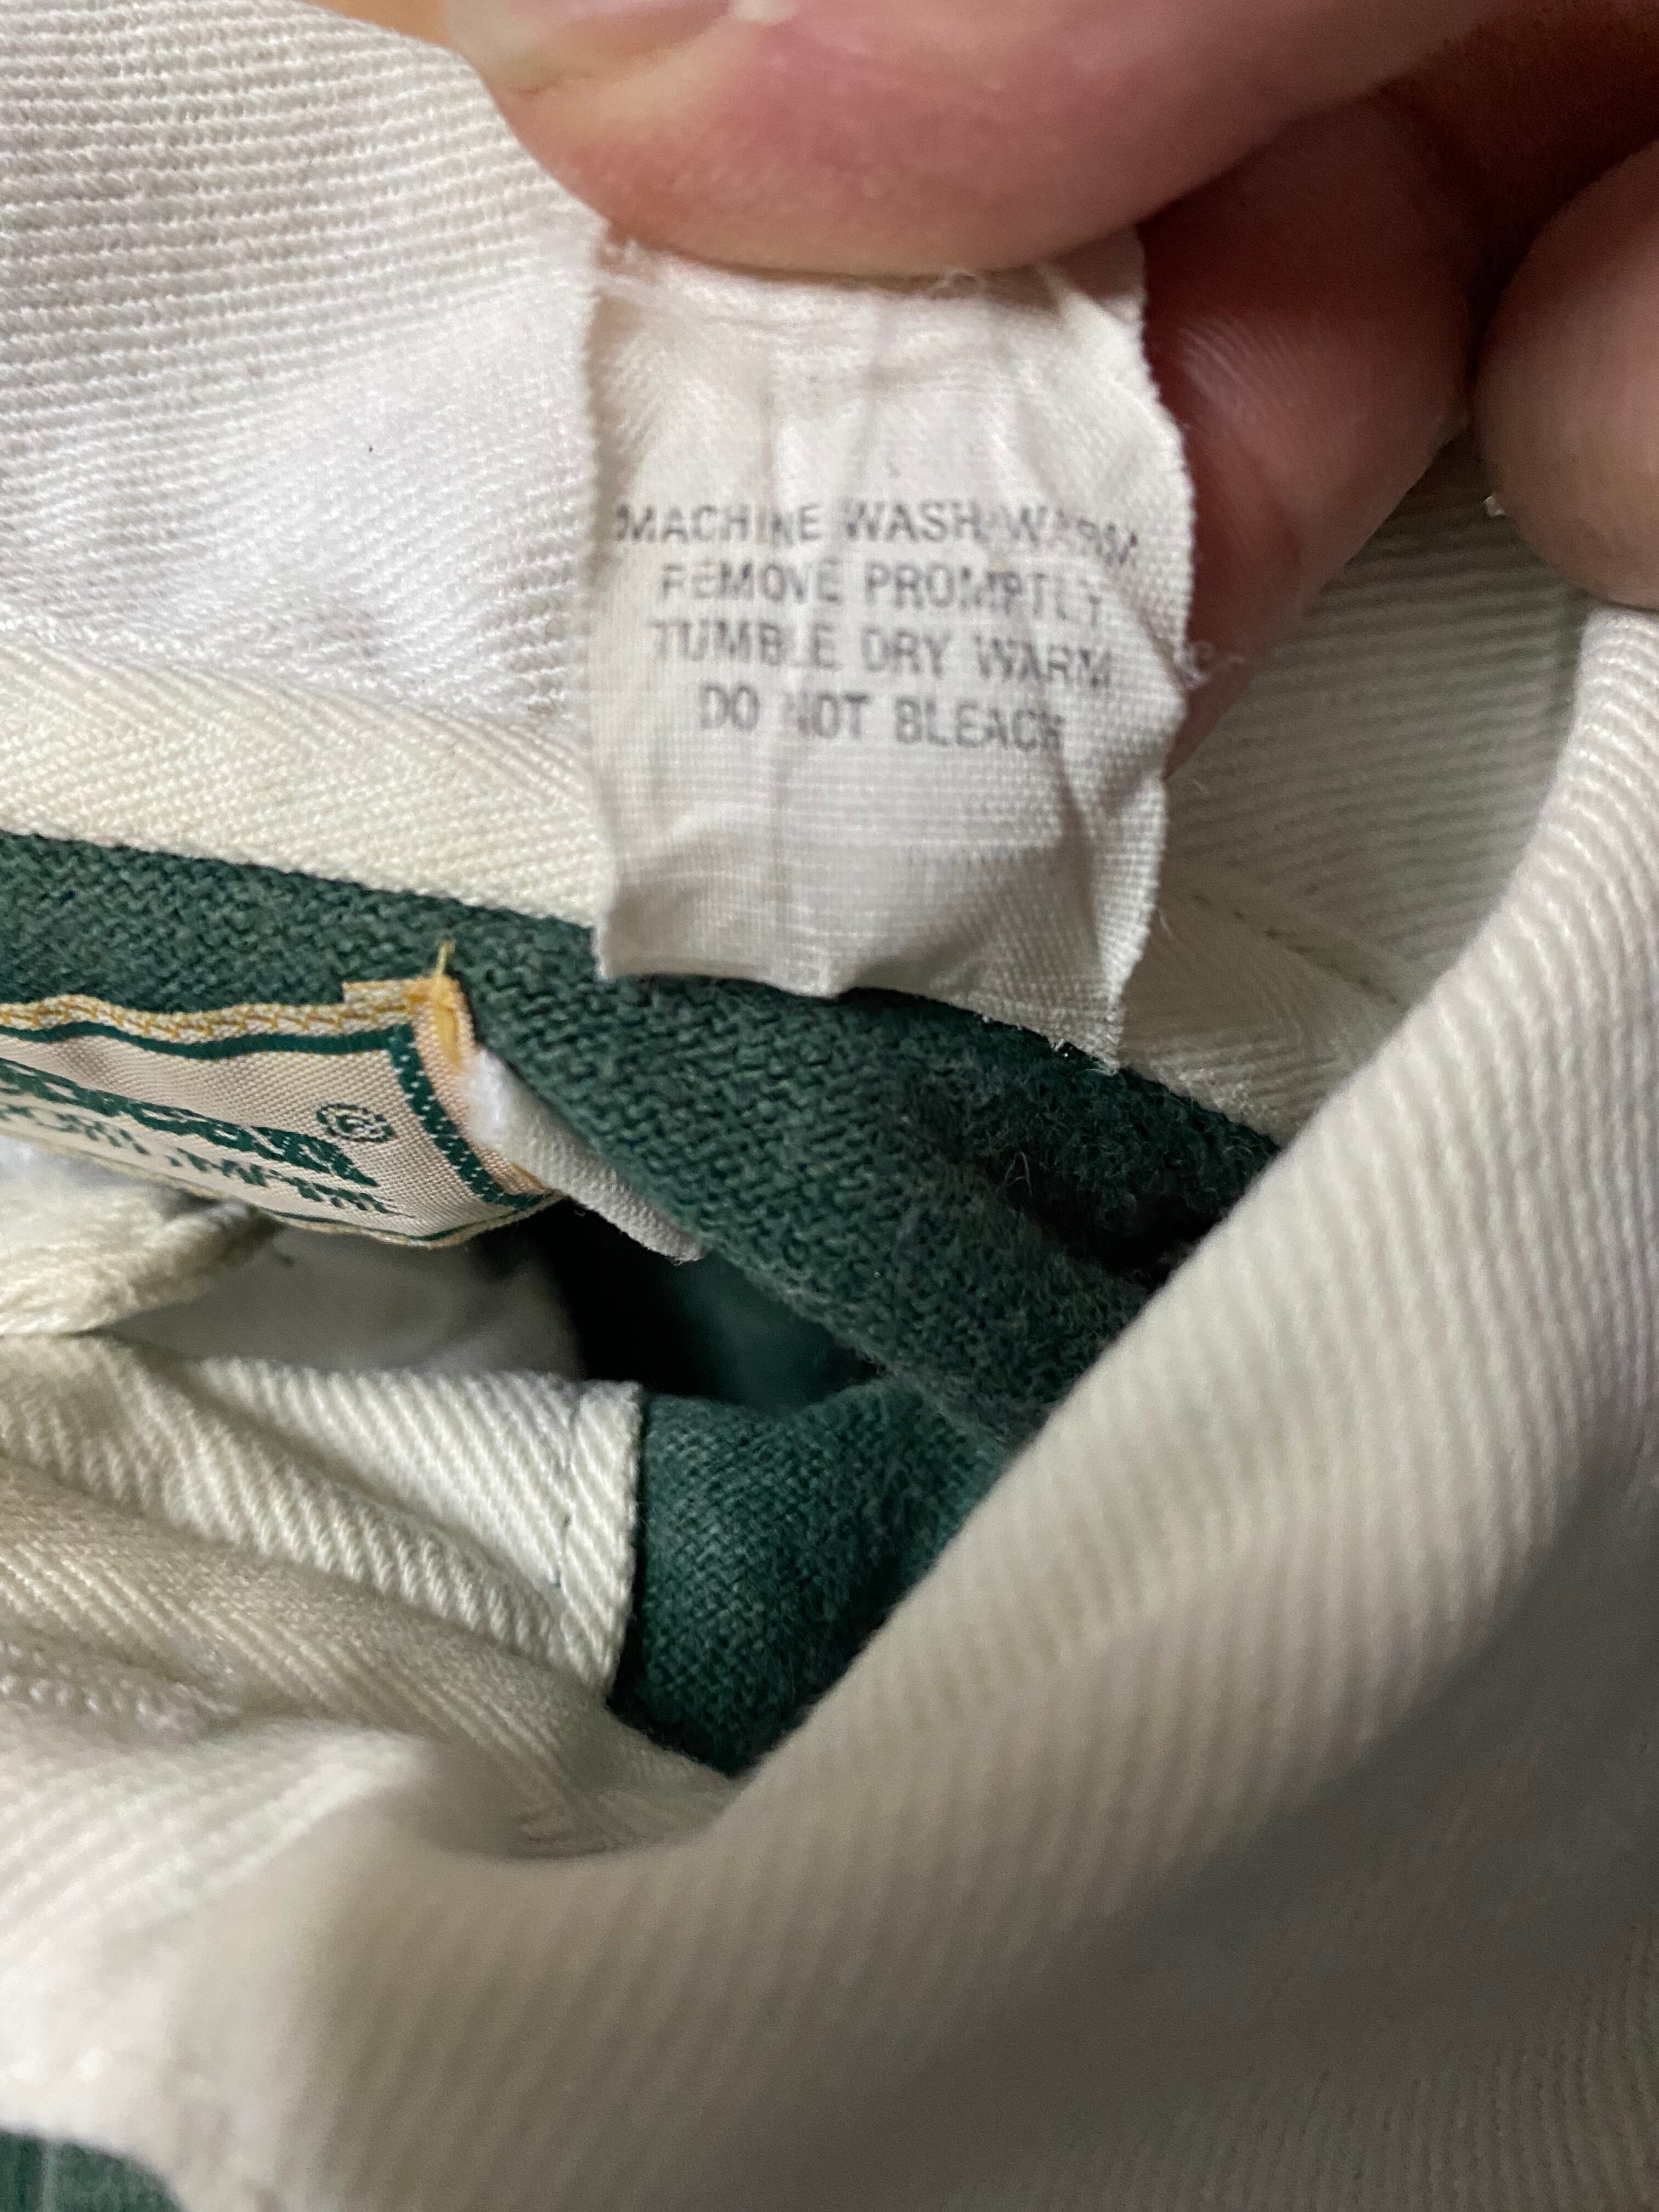 MACHINE WASH WARM
REMOVE PROMPTLY
TUMBLE DRY WARM
DO NOT BLEACH
®